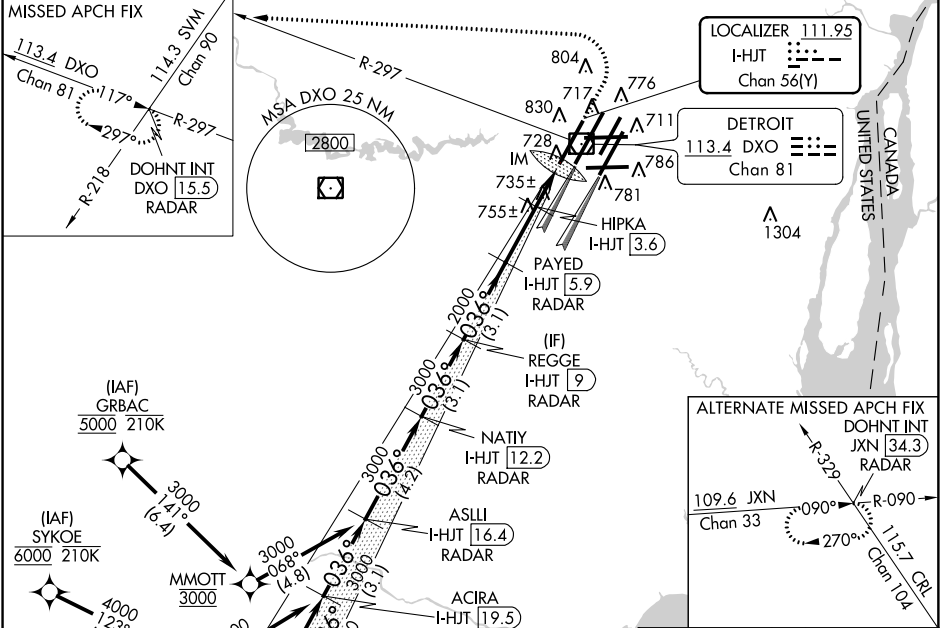 MISSED APCH FIX
113.4 DXO
Chan 81
114.3 SVM
Chan 90
117°
297°
R-297
R-218
DOHNT INT
DXO 15.5
RADAR
R-297
MSA DXO 25 NM
2800
804
717
776
830
711
728
786
IM
735±
781
755±
1304
LOCALIZER 111.95
I-HJT
Chan 56(Y)
DETROIT
113.4 DXO
Chan 81
CANADA
UNITED STATES
HIPKA
I-HJT 3.6
PAYED
I-HJT 5.9
RADAR
2000
036°
(3.1)
(IF)
REGGE
I-HJT 9
RADAR
3000
036°
(3.1)
NATIY
I-HJT 12.2
RADAR
3000
036°
(4.2)
ASLLI
I-HJT 16.4
RADAR
3000
036°
(3.1)
ACIRA
I-HJT 19.5
(IAF)
GRBAC
5000 210K
3000
141°
(6.4)
(IAF)
SYKOE
6000 210K
4000
123°
MMOTT
3000
3000
068°
(4.8)
ALTERNATE MISSED APCH FIX
DOHNT INT
JXN 34.3
RADAR
R-329
109.6 JXN
Chan 33
090°
R-090
270°
115.7 CRL
Chan 104